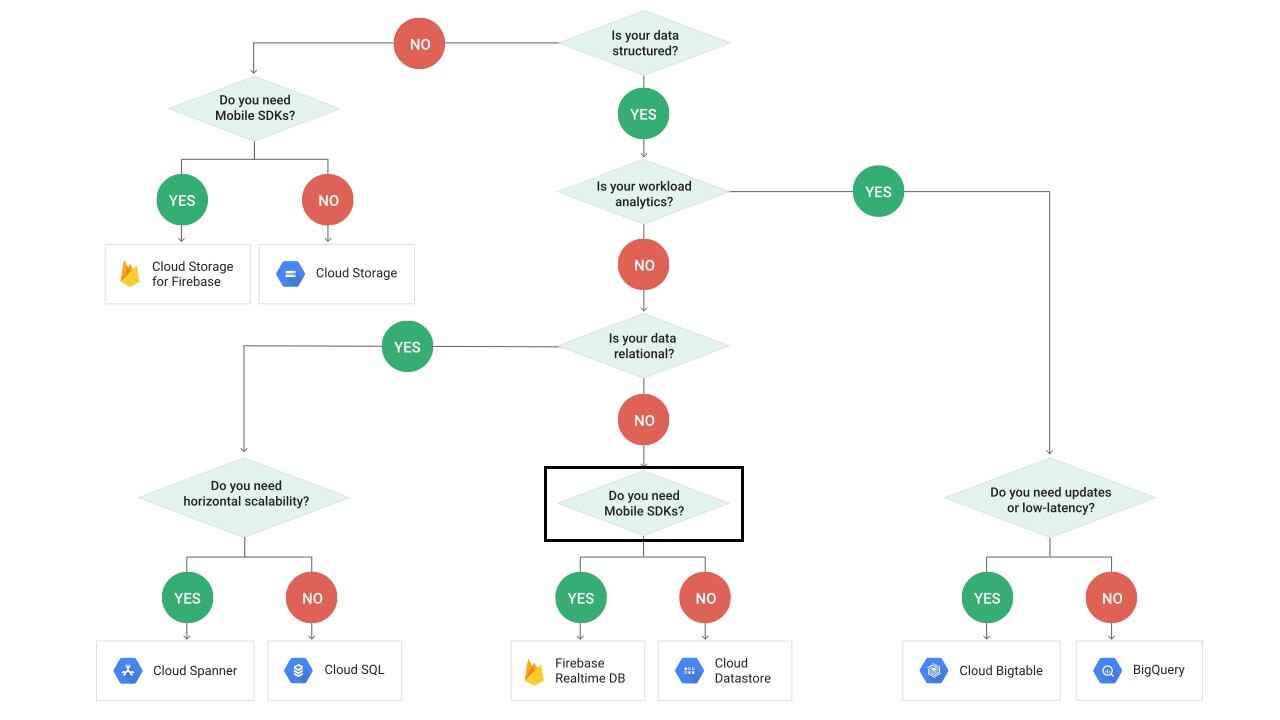 Is your data
structured?
NO
YES
Do you need
Mobile SDKs?
YES
NO
Cloud Storage
for Firebase
Cloud Storage
Is your workload
analytics?
YES
NO
Is your data
relational?
YES
NO
Do you need
horizontal scalability?
YES
NO
Cloud Spanner
Cloud SQL
Do you need
Mobile SDKs?
YES
NO
Firebase
Realtime DB
Cloud
Datastore
Do you need updates
or low-latency?
YES
NO
Cloud Bigtable
BigQuery